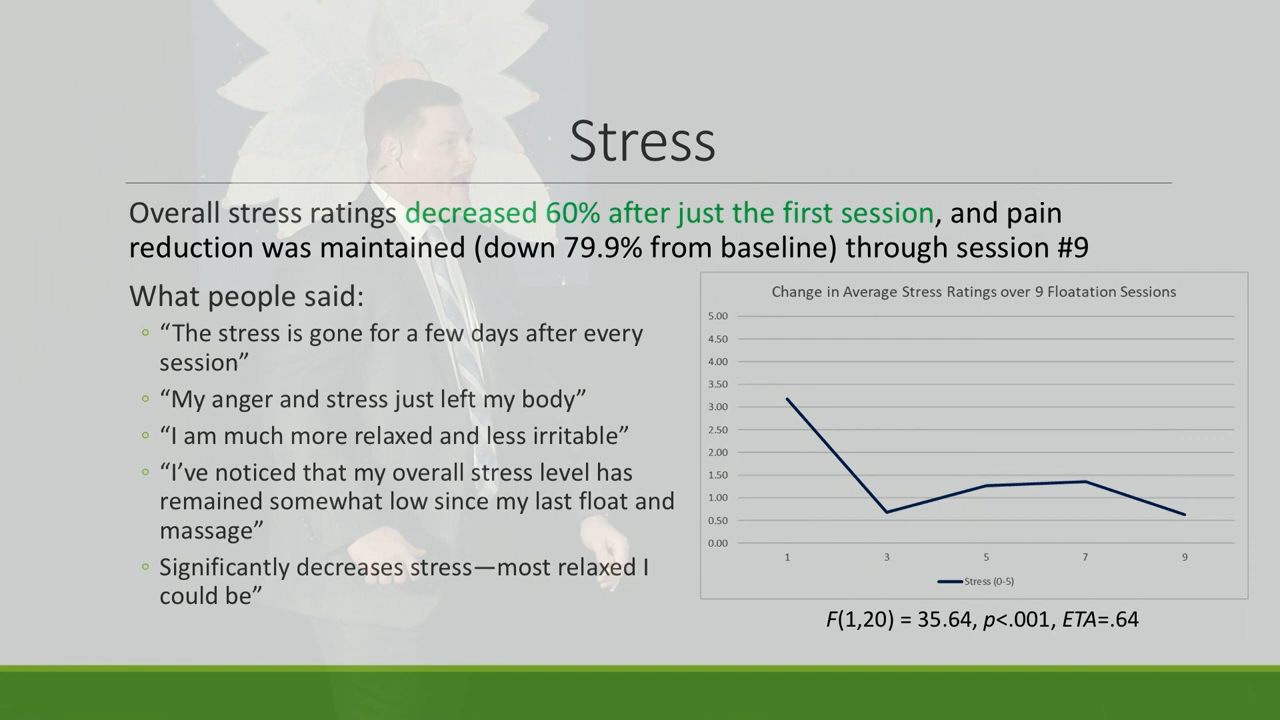 Stress
Overall stress ratings decreased 60% after just the first session, and pain
reduction was maintained (down 79.9% from baseline) through session #9
What people said:
◦ “The stress is gone for a few days after every
session”
◦ “My anger and stress just left my body”
◦ “I am much more relaxed and less irritable”
◦ “I’ve noticed that my overall stress level has
remained somewhat low since my last float and
massage”
◦ Significantly decreases stress—most relaxed I
could be”
Change in Average Stress Ratings over 9 Floatation Sessions
5.00
4.50
4.00
3.50
3.00
2.50
2.00
1.50
1.00
0.50
0.00
1 3 5 7 9
Stress (0-5)
F(1,20) = 35.64, p<.001, ETA=.64